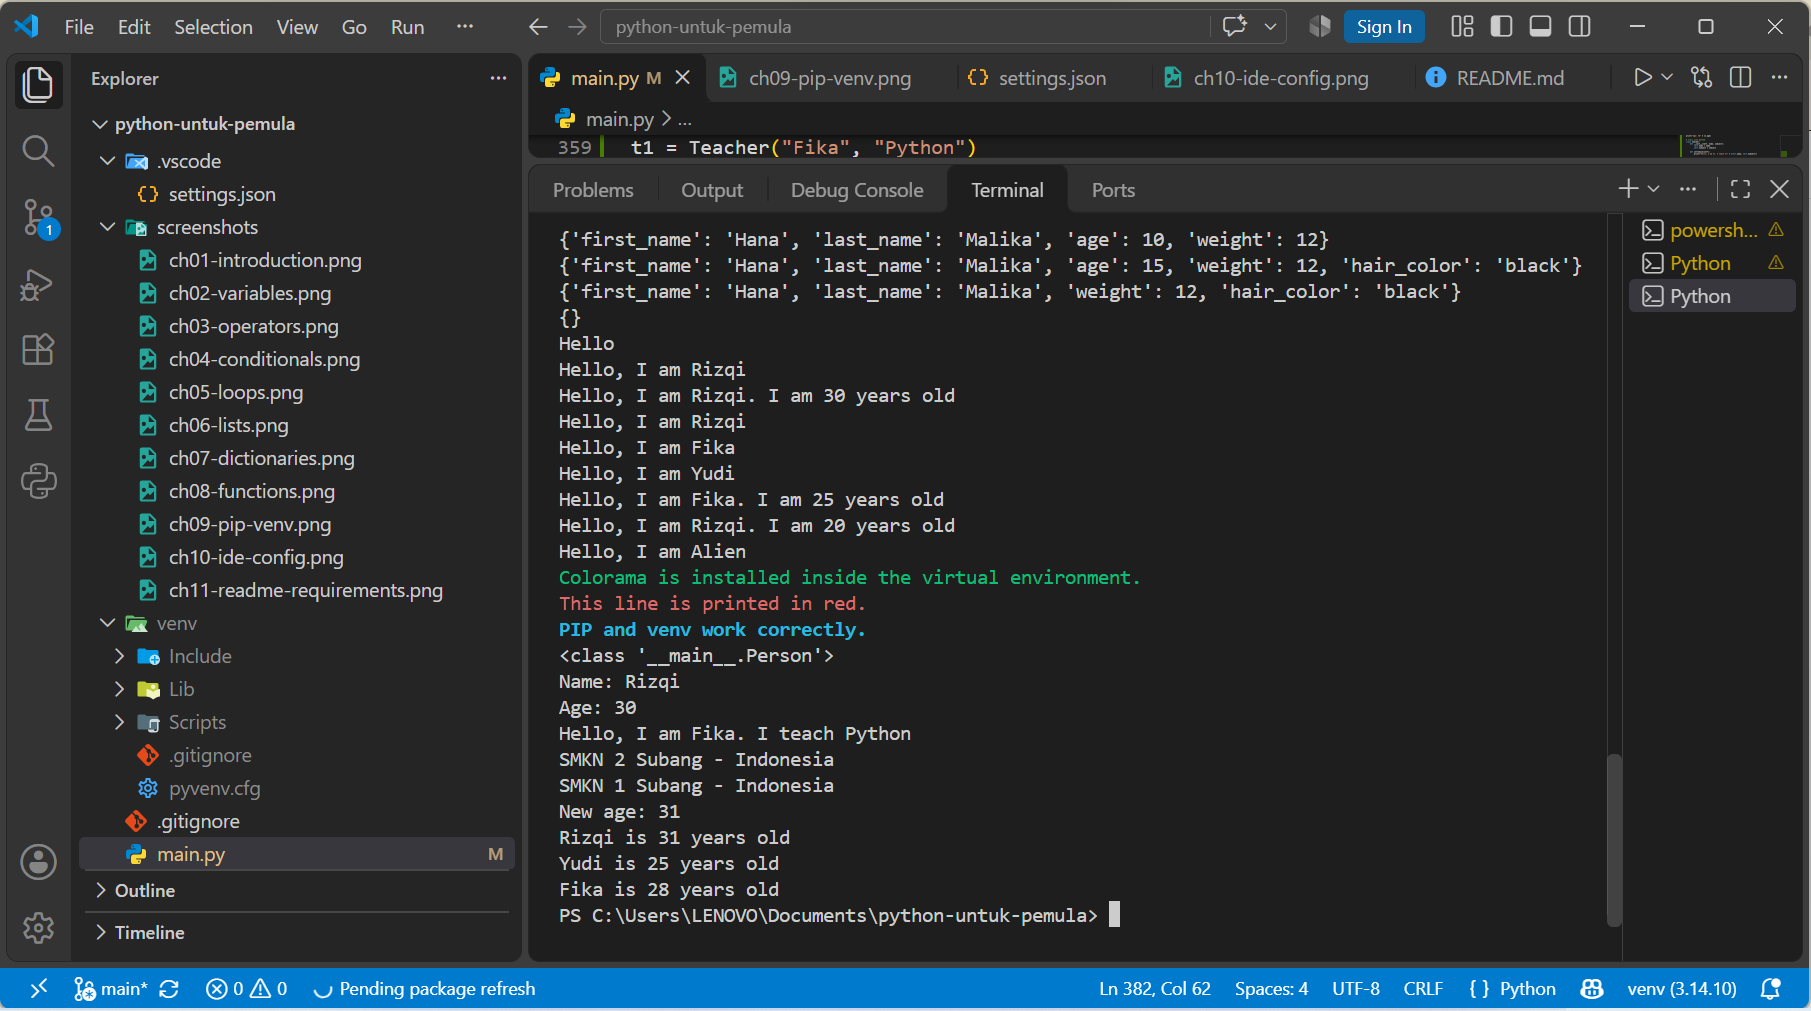 File Edit Selection View Go Run ···
python-untuk-pemula
Sign In
Explorer ···
python-untuk-pemula
.vscode
{} settings.json
screenshots
ch01-introduction.png
ch02-variables.png
ch03-operators.png
ch04-conditionals.png
ch05-loops.png
ch06-lists.png
ch07-dictionaries.png
ch08-functions.png
ch09-pip-venv.png
ch10-ide-config.png
ch11-readme-requirements.png
venv
Include
Lib
Scripts
.gitignore
pyvenv.cfg
.gitignore
main.py M
Outline
Timeline
1
main.py M ch09-pip-venv.png {} settings.json ch10-ide-config.png README.md ···
main.py > ...
359 t1 = Teacher("Fika", "Python")
Problems Output Debug Console Terminal Ports
{'first_name': 'Hana', 'last_name': 'Malika', 'age': 10, 'weight': 12}
{'first_name': 'Hana', 'last_name': 'Malika', 'age': 15, 'weight': 12, 'hair_color': 'black'}
{'first_name': 'Hana', 'last_name': 'Malika', 'weight': 12, 'hair_color': 'black'}
{}
Hello
Hello, I am Rizqi
Hello, I am Rizqi. I am 30 years old
Hello, I am Rizqi
Hello, I am Fika
Hello, I am Yudi
Hello, I am Fika. I am 25 years old
Hello, I am Rizqi. I am 20 years old
Hello, I am Alien
Colorama is installed inside the virtual environment.
This line is printed in red.
PIP and venv work correctly.
<class '__main__.Person'>
Name: Rizqi
Age: 30
Hello, I am Fika. I teach Python
SMKN 2 Subang - Indonesia
SMKN 1 Subang - Indonesia
New age: 31
Rizqi is 31 years old
Yudi is 25 years old
Fika is 28 years old
PS C:\Users\LENOVO\Documents\python-untuk-pemula>
powersh...
Python
Python
main* 0 0 Pending package refresh Ln 382, Col 62 Spaces: 4 UTF-8 CRLF {} Python venv (3.14.10)